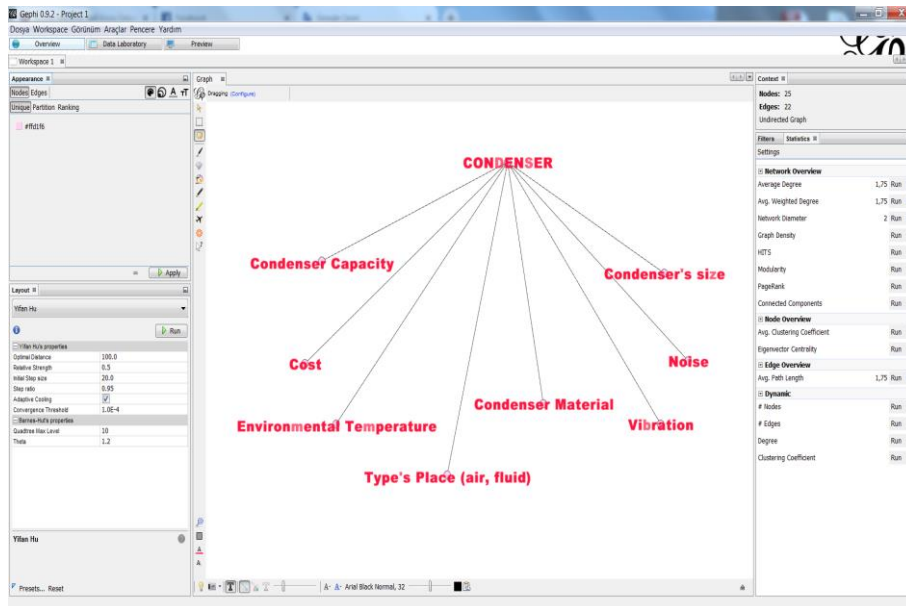 Gephi 0.9.2 - Project 1
Dosya Workspace Görünüm Araçlar Pencere Yardım
Overview Data Laboratory Preview
Workspace 1
Appearance
Nodes Edges
Unique Partition Ranking
#ffd1f6
Apply
Layout
Yifan Hu
Run
Yifan Hu's properties
Optimal Distance 100.0
Relative Strength 0.5
Initial Step size 20.0
Step ratio 0.95
Adaptive Cooling
Convergence Threshold 1.0E-4
Barnes-Hut's properties
Quadtree Max Level 10
Theta 1.2
Yifan Hu
Presets... Reset
Graph
Dragging (Configure)
CONDENSER
Condenser Capacity
Condenser's size
Cost
Noise
Condenser Material
Environmental Temperature
Vibration
Type's Place (air, fluid)
A- A- Arial Black Normal, 32
Context
Nodes: 25
Edges: 22
Undirected Graph
Filters Statistics
Settings
Network Overview
Average Degree 1,75 Run
Avg. Weighted Degree 1,75 Run
Network Diameter 2 Run
Graph Density Run
HITS Run
Modularity Run
PageRank Run
Connected Components Run
Node Overview
Avg. Clustering Coefficient Run
Eigenvector Centrality Run
Edge Overview
Avg. Path Length 1,75 Run
Dynamic
# Nodes Run
# Edges Run
Degree Run
Clustering Coefficient Run